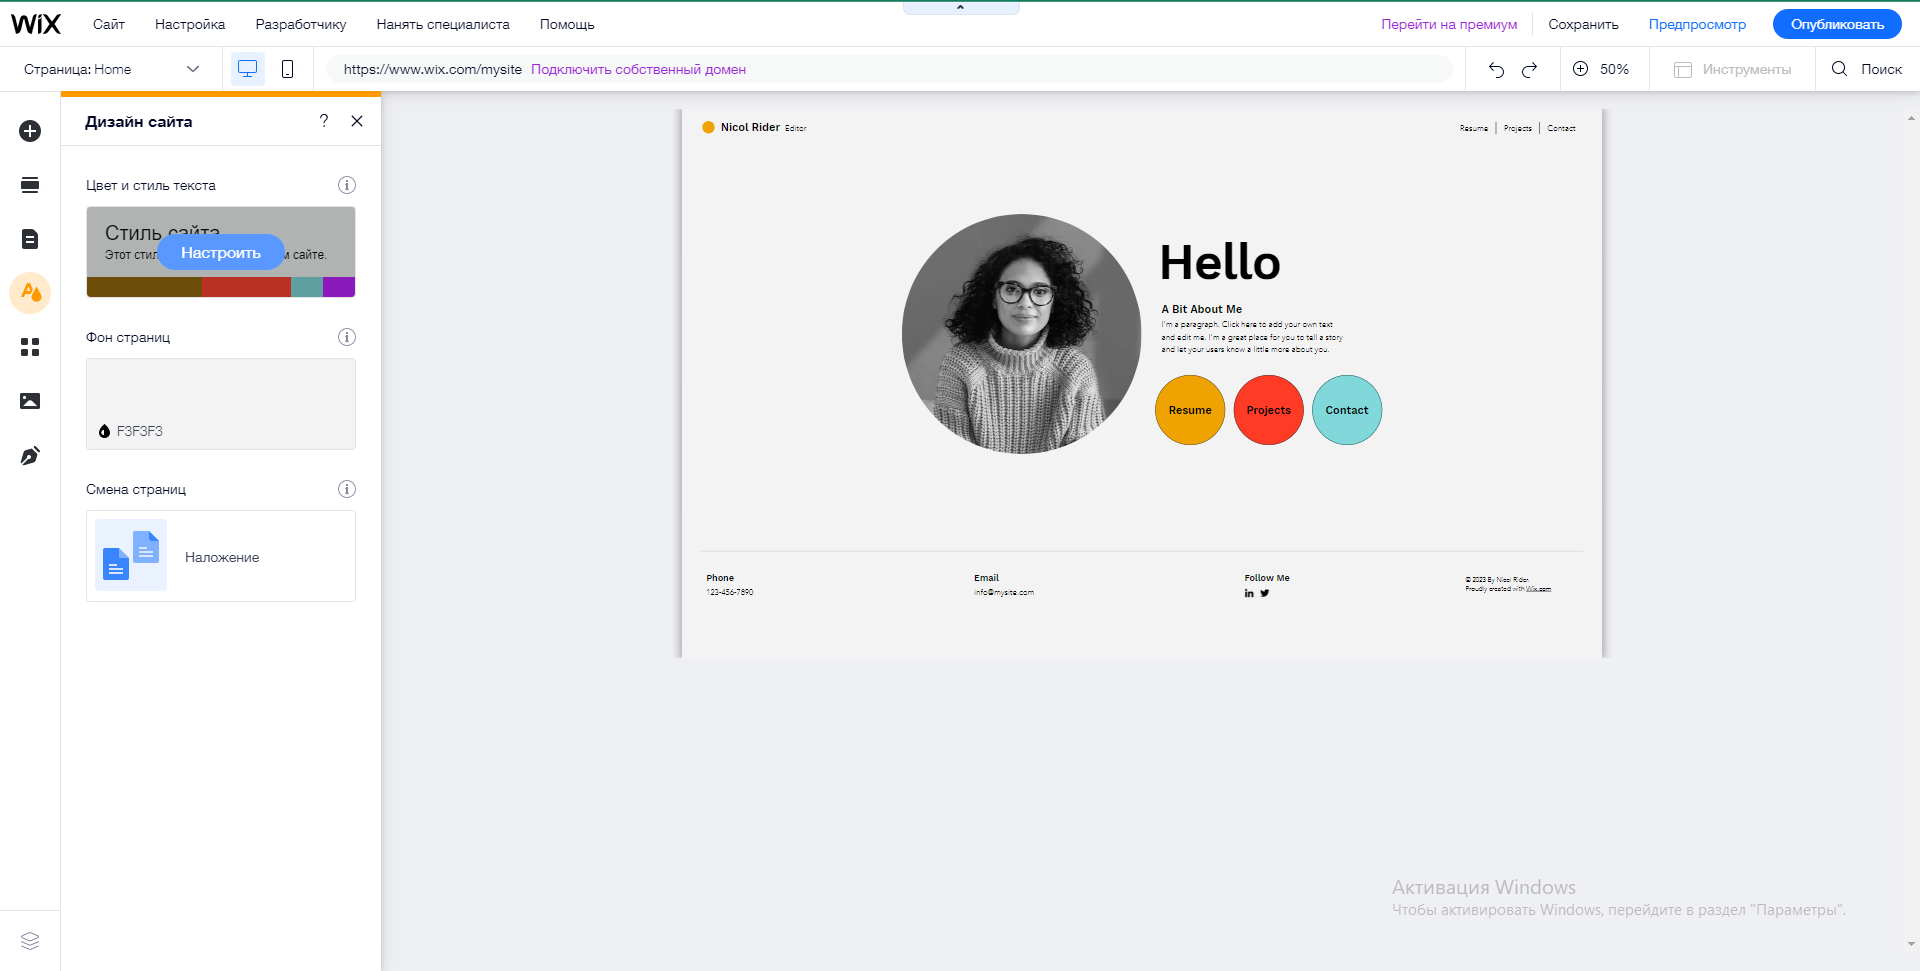 WIX Сайт Настройка Разработчику Нанять специалиста Помощь Перейти на премиум Сохранить Предпросмотр Опубликовать
Страница: Home https://www.wix.com/mysite Подключить собственный домен 50% Инструменты Поиск
Дизайн сайта ?
Цвет и стиль текста
Стиль сайта
Этот стил
Настроить
сайте.
Фон страниц
F3F3F3
Смена страниц
Наложение
Nicol Rider Editor
Resume | Projects | Contact
Hello
A Bit About Me
I'm a paragraph. Click here to add your own text
and edit me. I'm a great place for you to tell a story
and let your users know a little more about you.
Resume Projects Contact
Phone
123-456-7890
Email
info@mysite.com
Follow Me
in
© 2023 By Nicol Rider.
Proudly created with Wix.com
Активация Windows
Чтобы активировать Windows, перейдите в раздел "Параметры".